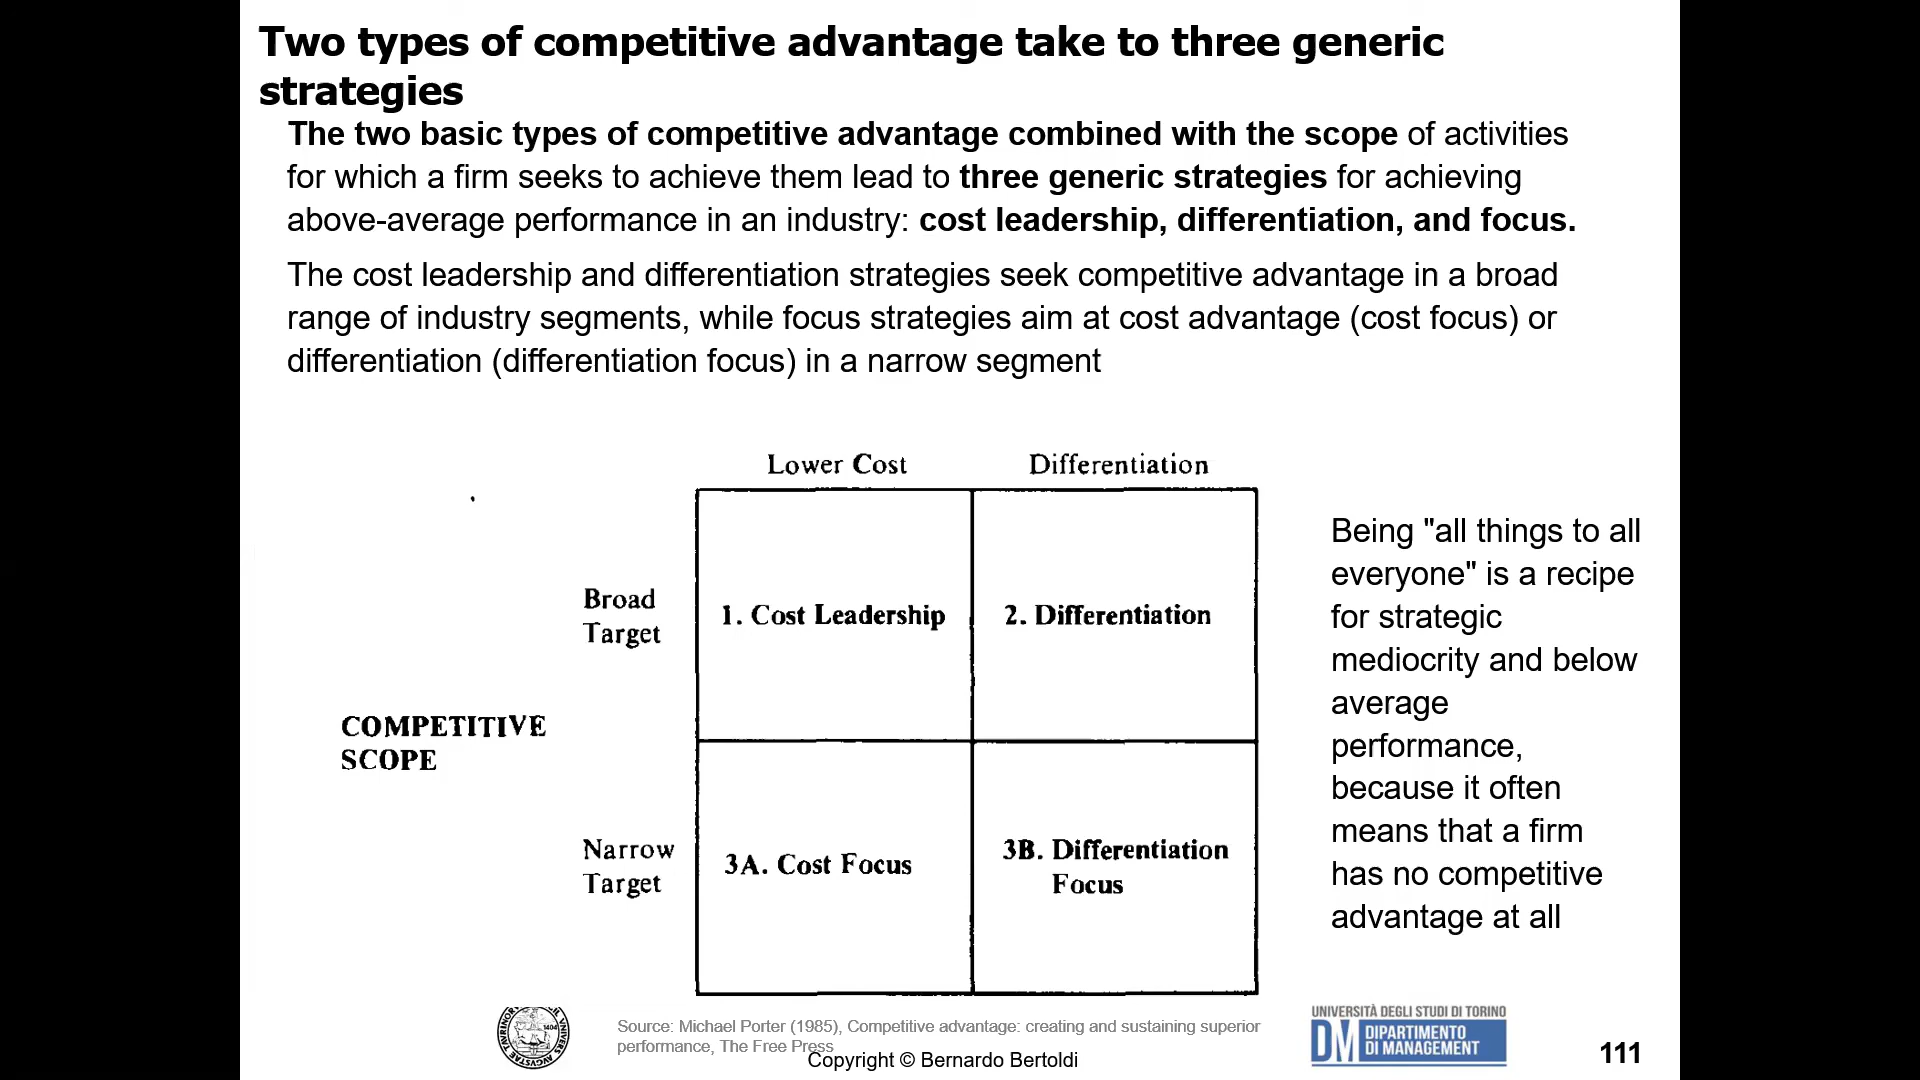 Two types of competitive advantage take to three generic
strategies
The two basic types of competitive advantage combined with the scope of activities
for which a firm seeks to achieve them lead to three generic strategies for achieving
above-average performance in an industry: cost leadership, differentiation, and focus.
The cost leadership and differentiation strategies seek competitive advantage in a broad
range of industry segments, while focus strategies aim at cost advantage (cost focus) or
differentiation (differentiation focus) in a narrow segment
Lower Cost
Differentiation
Broad
Target
1. Cost Leadership
2. Differentiation
COMPETITIVE
SCOPE
Narrow
Target
3A. Cost Focus
3B. Differentiation
Focus
Being "all things to all
everyone" is a recipe
for strategic
mediocrity and below
average
performance,
because it often
means that a firm
has no competitive
advantage at all
1404
Source: Michael Porter (1985), Competitive advantage: creating and sustaining superior
performance, The Free Press
Copyright © Bernardo Bertoldi
UNIVERSITÀ DEGLI STUDI DI TORINO
DM DIPARTIMENTO
DI MANAGEMENT
111